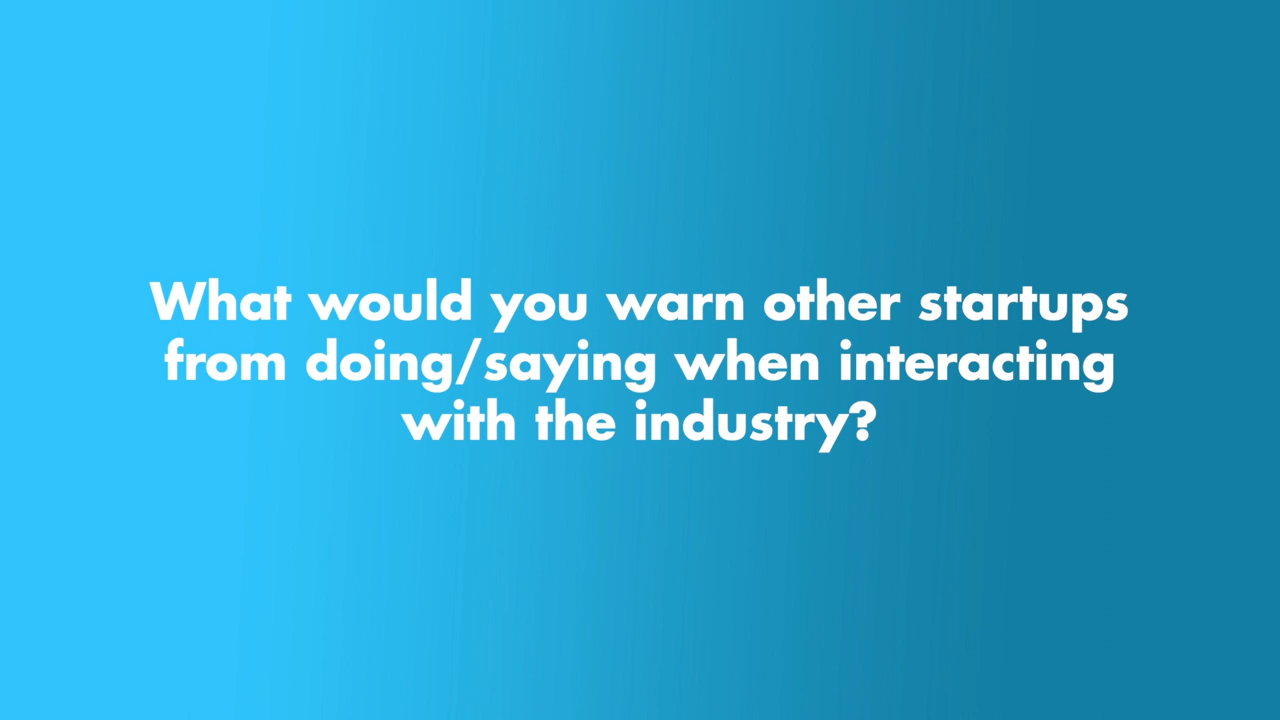 What would you warn other startups
from doing/saying when interacting
with the industry?